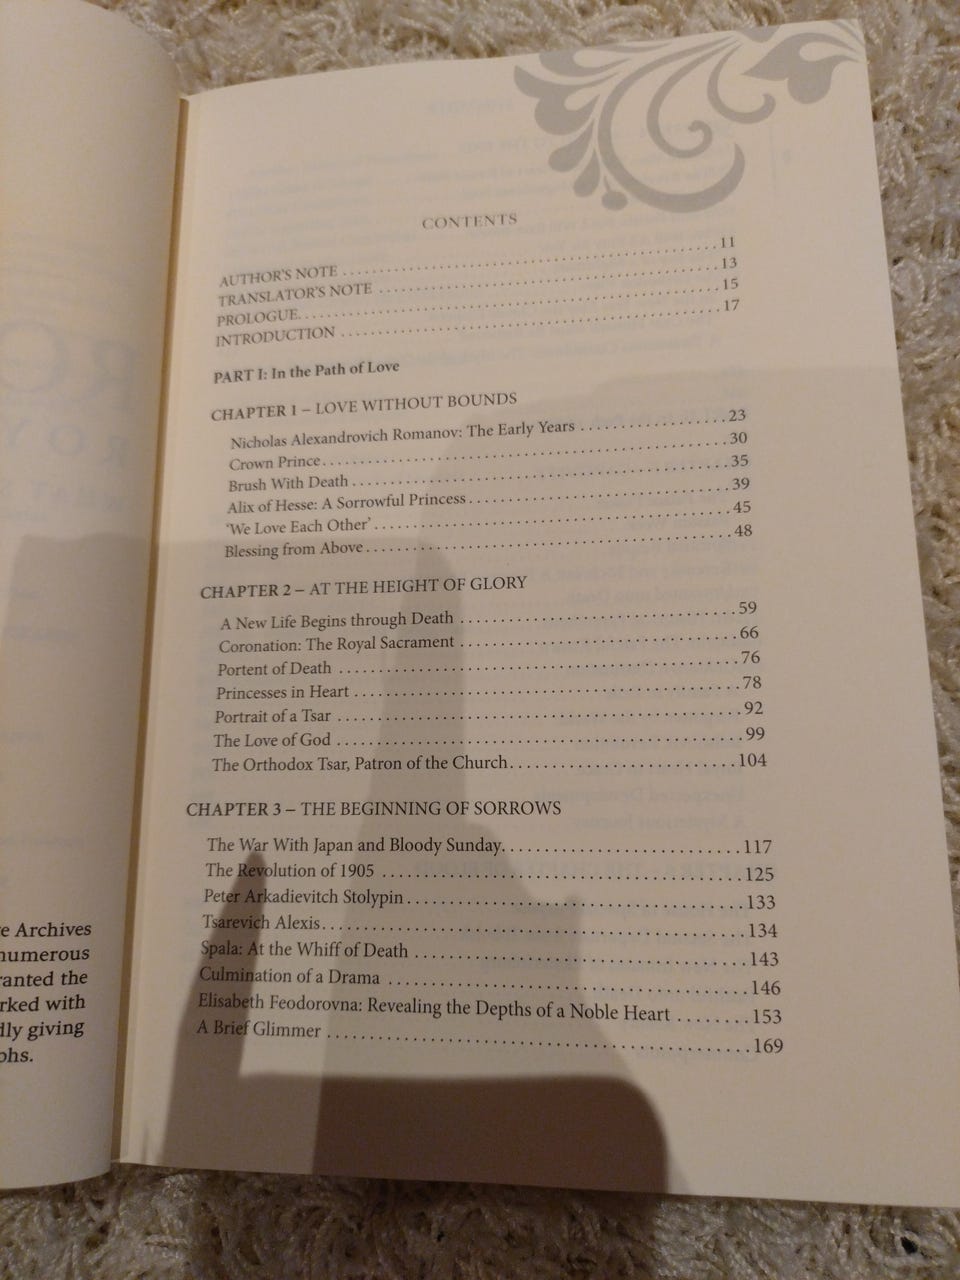 CONTENTS
AUTHOR'S NOTE ........ 11
TRANSLATOR'S NOTE ........ 13
PROLOGUE ........ 15
INTRODUCTION ........ 17
PART I: In the Path of Love
CHAPTER 1 – LOVE WITHOUT BOUNDS
Nicholas Alexandrovich Romanov: The Early Years ........ 23
Crown Prince ........ 30
Brush With Death ........ 35
Alix of Hesse: A Sorrowful Princess ........ 39
'We Love Each Other' ........ 45
Blessing from Above ........ 48
CHAPTER 2 – AT THE HEIGHT OF GLORY
A New Life Begins through Death ........ 59
Coronation: The Royal Sacrament ........ 66
Portent of Death ........ 76
Princesses in Heart ........ 78
Portrait of a Tsar ........ 92
The Love of God ........ 99
The Orthodox Tsar, Patron of the Church ........ 104
CHAPTER 3 – THE BEGINNING OF SORROWS
The War With Japan and Bloody Sunday ........ 117
The Revolution of 1905 ........ 125
Peter Arkadievitch Stolypin ........ 133
Tsarevich Alexis ........ 134
Spala: At the Whiff of Death ........ 143
Culmination of a Drama ........ 146
Elisabeth Feodorovna: Revealing the Depths of a Noble Heart ........ 153
A Brief Glimmer ........ 169
Archives
numerous
the
with
giving